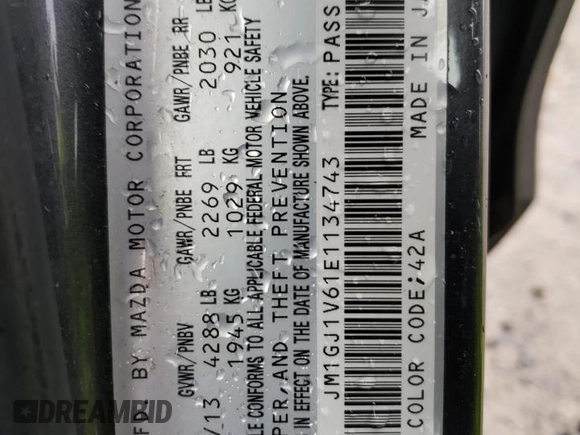 BY MAZDA MOTOR CORPORATION
GVWR/PNBV GAWR/PNBE FRT GAWR/PNBE RR
/13 4288 LB 2269 LB 2030 LB
1945 KG 1029 KG 921 KG
CONFORMS TO ALL APPLICABLE FEDERAL MOTOR VEHICLE SAFETY
PER, AND THEFT PREVENTION
IN EFFECT ON THE DATE OF MANUFACTURE SHOWN ABOVE.
JM1GJ1V61E1134743 TYPE: PASS
COLOR CODE:42A MADE IN J
DREAMBID